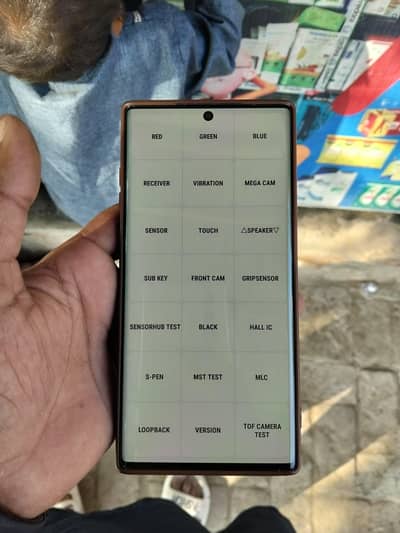 RED GREEN BLUE
RECEIVER VIBRATION MEGA CAM
SENSOR TOUCH △SPEAKER▽
SUB KEY FRONT CAM GRIPSENSOR
SENSORHUB TEST BLACK HALL IC
S-PEN MST TEST MLC
LOOPBACK VERSION TOF CAMERA
TEST